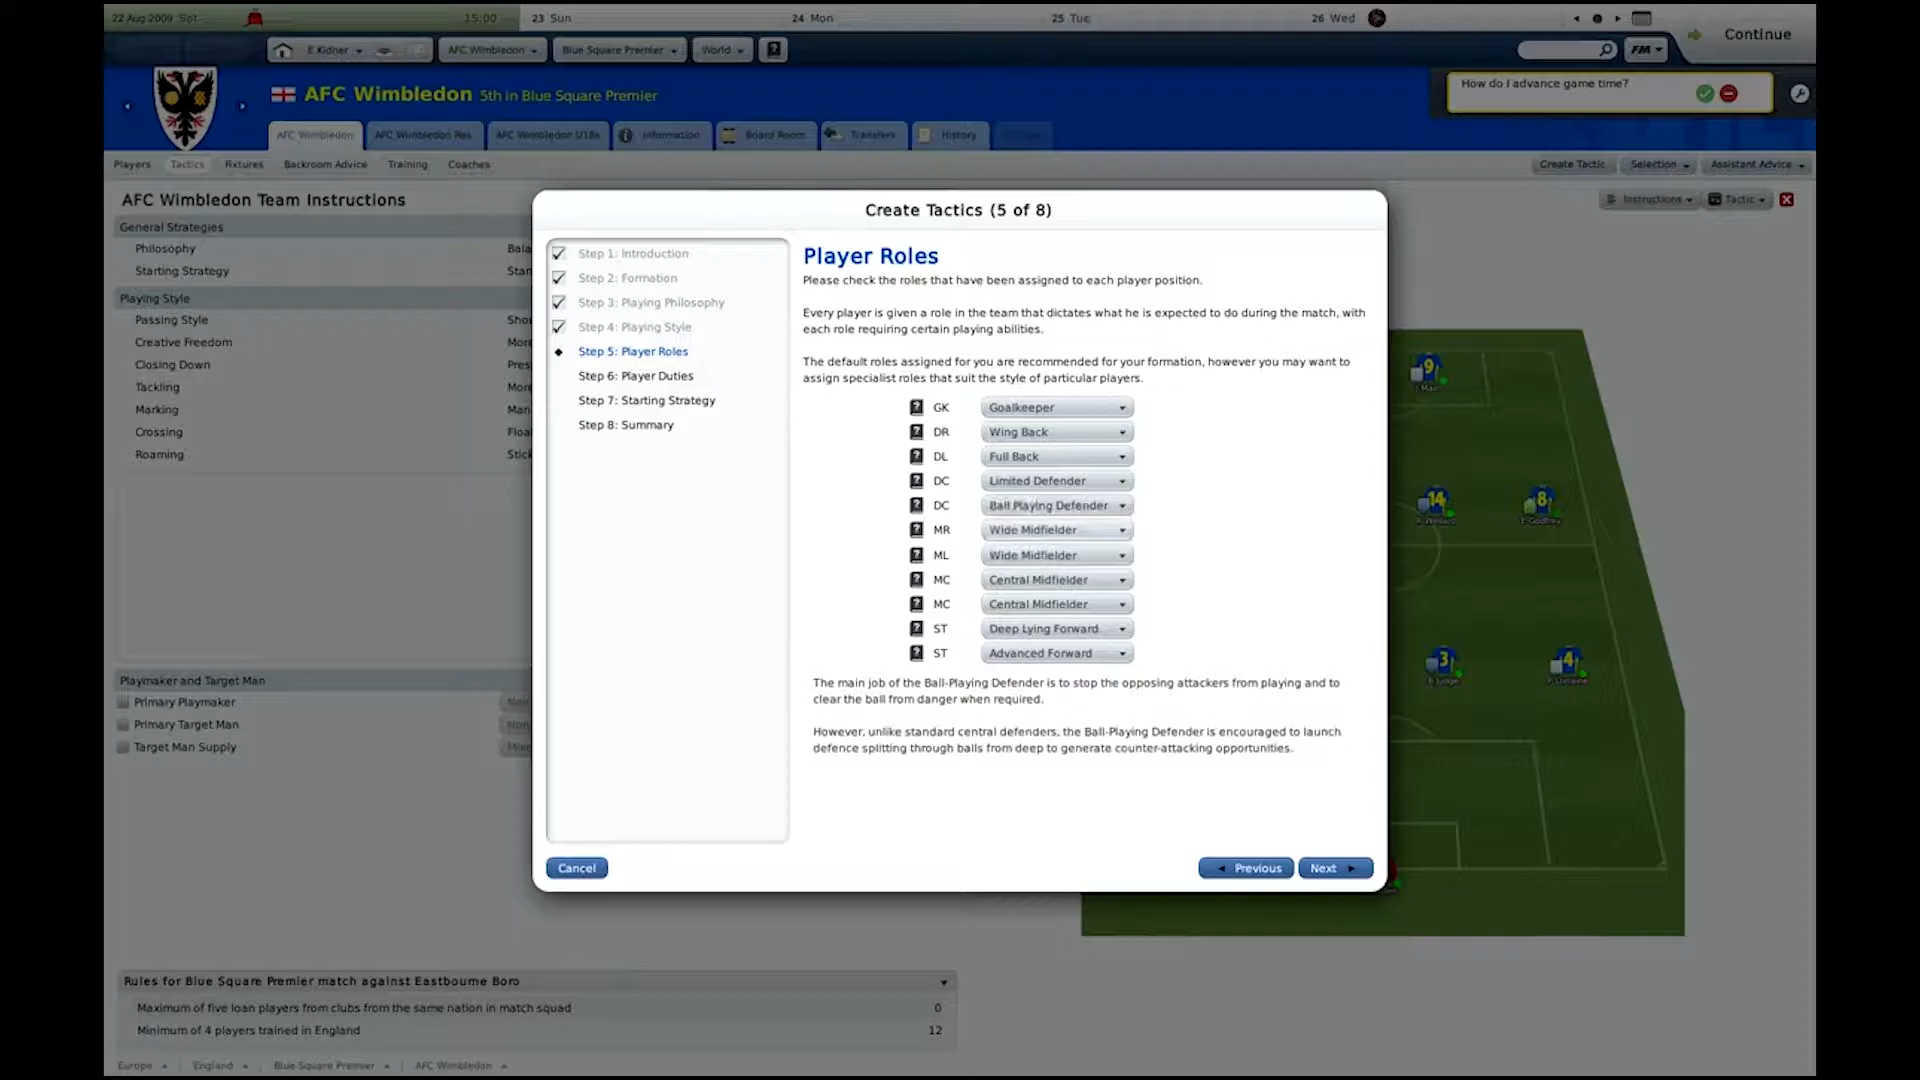 22 Aug 2009 Sat 15:00 23 Sun 24 Mon 25 Tue 26 Wed
Continue
E Kidner AFC Wimbledon Blue Square Premier World FM
How do I advance game time?
AFC Wimbledon 5th in Blue Square Premier
AFC Wimbledon AFC Wimbledon Res AFC Wimbledon U18s Information Board Room Transfers History
Players Tactics Fixtures Backroom Advice Training Coaches Create Tactic Selection Assistant Advice
AFC Wimbledon Team Instructions Instructions Tactic
General Strategies
Philosophy Bala
Starting Strategy Stan
Playing Style
Passing Style Sho
Creative Freedom More
Closing Down Pres
Tackling More
Marking Man
Crossing Floa
Roaming Stick
Playmaker and Target Man
Primary Playmaker
Primary Target Man
Target Man Supply
Create Tactics (5 of 8)
Step 1: Introduction
Step 2: Formation
Step 3: Playing Philosophy
Step 4: Playing Style
Step 5: Player Roles
Step 6: Player Duties
Step 7: Starting Strategy
Step 8: Summary
Player Roles
Please check the roles that have been assigned to each player position.
Every player is given a role in the team that dictates what he is expected to do during the match, with
each role requiring certain playing abilities.
The default roles assigned for you are recommended for your formation, however you may want to
assign specialist roles that suit the style of particular players.
GK Goalkeeper
DR Wing Back
DL Full Back
DC Limited Defender
DC Ball Playing Defender
MR Wide Midfielder
ML Wide Midfielder
MC Central Midfielder
MC Central Midfielder
ST Deep Lying Forward
ST Advanced Forward
The main job of the Ball-Playing Defender is to stop the opposing attackers from playing and to
clear the ball from danger when required.
However, unlike standard central defenders, the Ball-Playing Defender is encouraged to launch
defence splitting through balls from deep to generate counter-attacking opportunities.
Cancel Previous Next
9
14 8
E Godfrey
3 4
Rules for Blue Square Premier match against Eastbourne Boro
Maximum of five loan players from clubs from the same nation in match squad 0
Minimum of 4 players trained in England 12
Europe England Blue Square Premier AFC Wimbledon